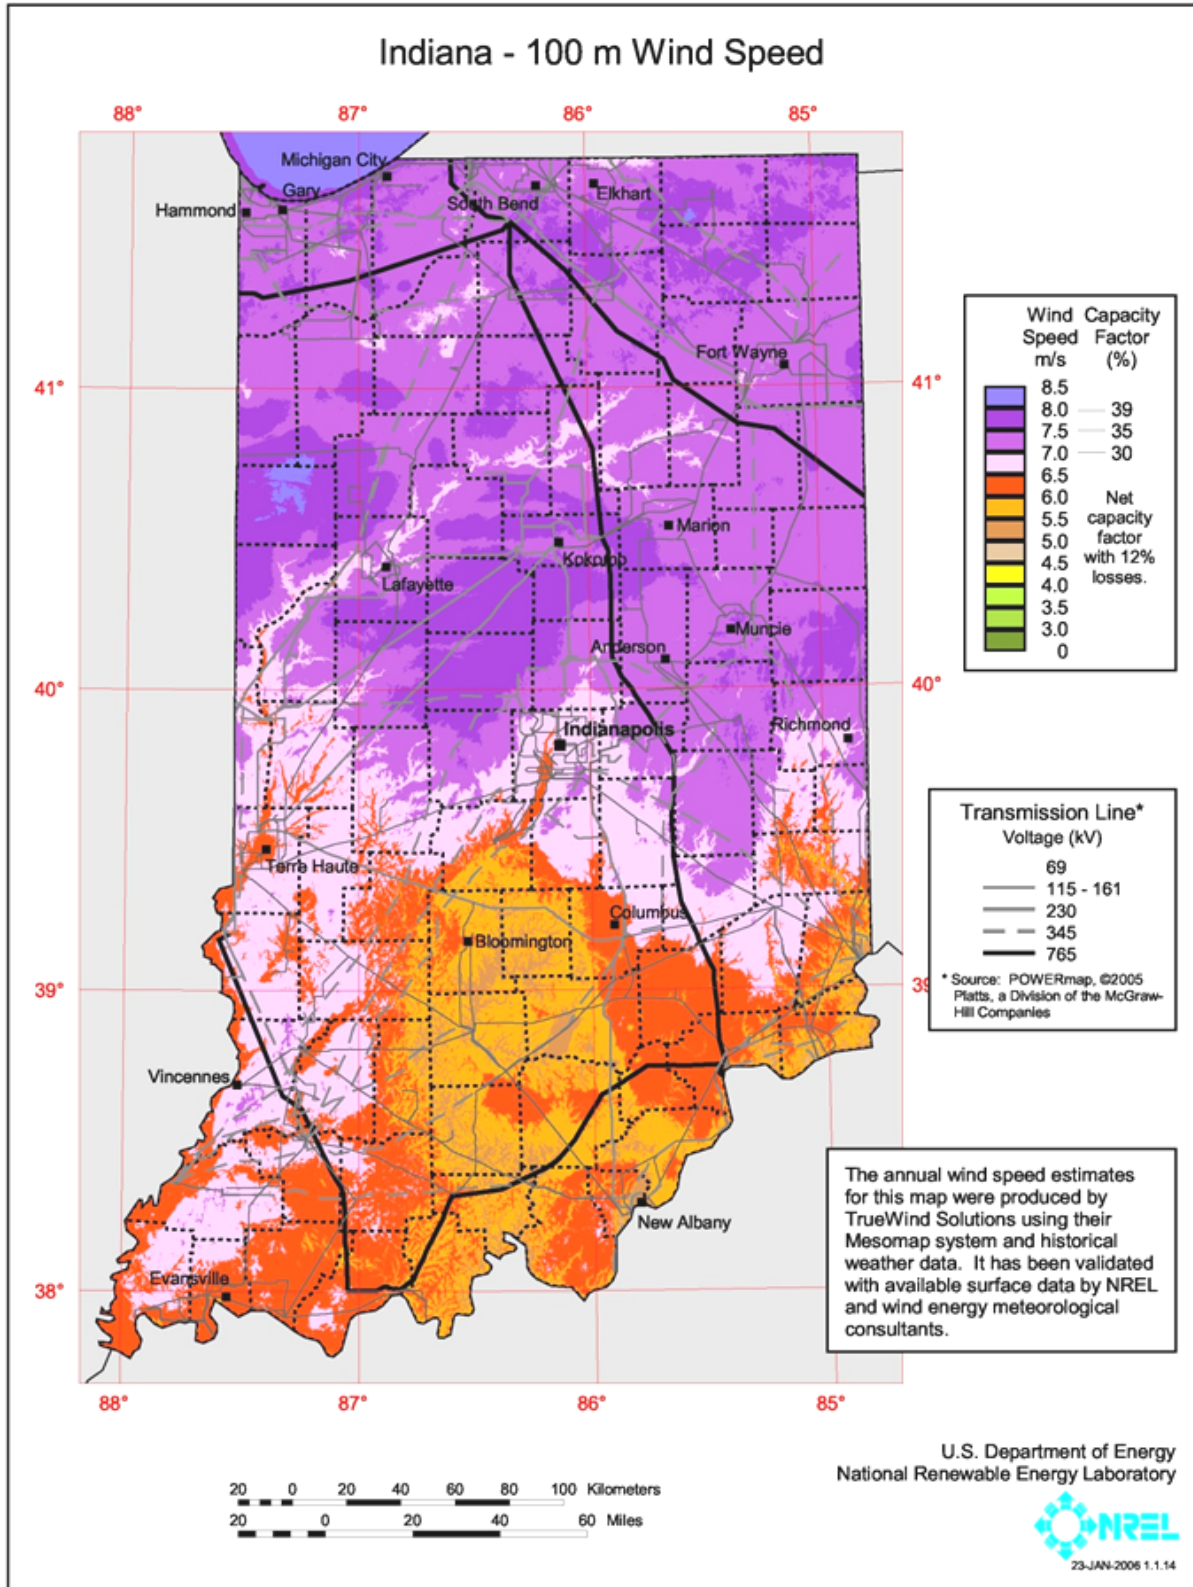 Indiana - 100 m Wind Speed
88° 87° 86° 85°
Michigan City
Gary
Hammond
South Bend
Elkhart
Fort Wayne
41° 41°
Marion
Kokomo
Lafayette
Muncie
Anderson
40° 40°
Richmond
Indianapolis
Terre Haute
Columbus
Bloomington
39° 39
Vincennes
New Albany
Evansville
38°
88° 87° 86° 85°
Wind Capacity
Speed Factor
m/s (%)
8.5
8.0 39
7.5 35
7.0 30
6.5
6.0
5.5
5.0
4.5
4.0
3.5
3.0
0
Net
capacity
factor
with 12%
losses.
Transmission Line*
Voltage (kV)
69
115 - 161
230
345
765
* Source: POWERmap, ©2005
Platts, a Division of the McGraw-
Hill Companies
The annual wind speed estimates
for this map were produced by
TrueWind Solutions using their
Mesomap system and historical
weather data. It has been validated
with available surface data by NREL
and wind energy meteorological
consultants.
U.S. Department of Energy
National Renewable Energy Laboratory
20 0 20 40 60 80 100 Kilometers
20 0 20 40 60 Miles
NREL
23-JAN-2006 1.1.14